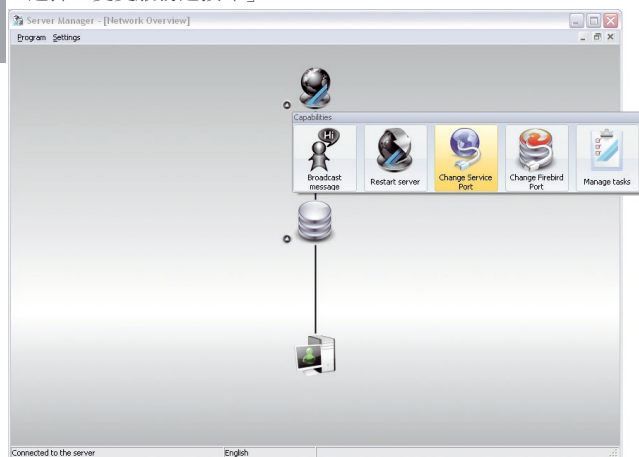 Server Manager - [Network Overview]
Program Settings
Capabilities
Hi
Broadcast message
Restart server
Change Service Port
Change Firebird Port
Manage tasks
Connected to the server
English